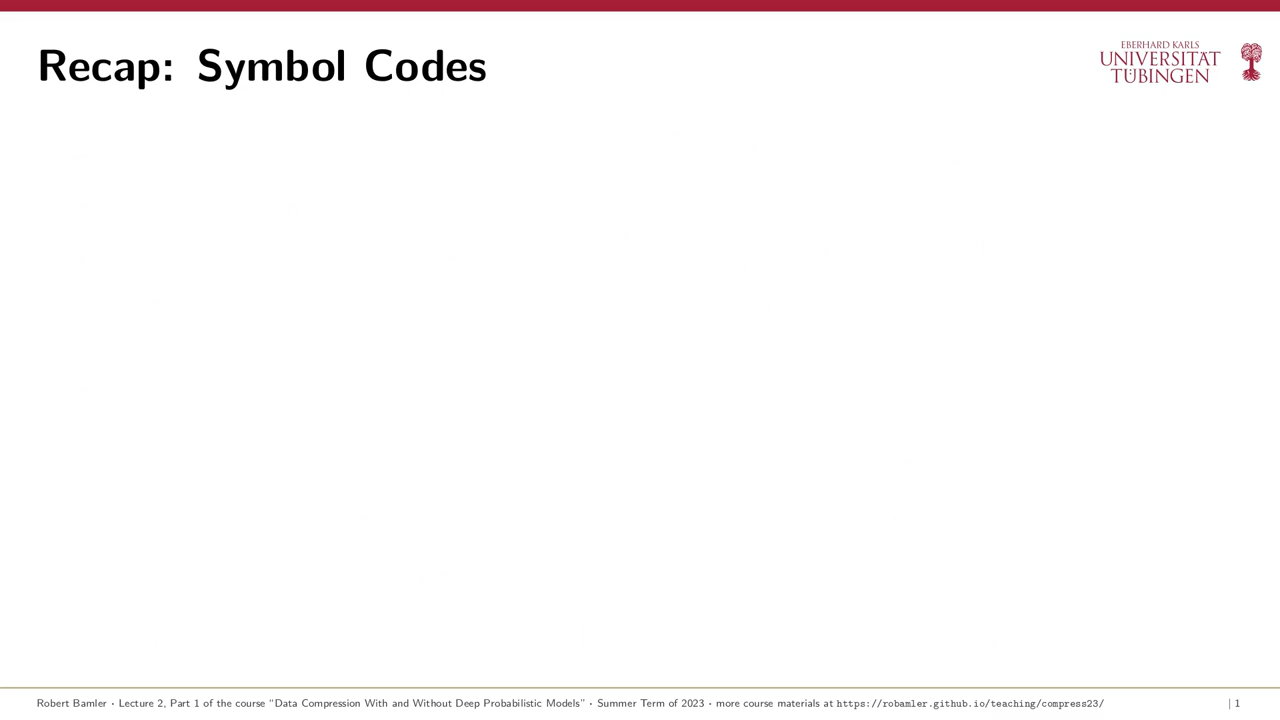 Recap: Symbol Codes
EBERHARD KARLS
UNIVERSITÄT
TÜBINGEN
Robert Bamler · Lecture 2, Part 1 of the course “Data Compression With and Without Deep Probabilistic Models” · Summer Term of 2023 · more course materials at https://robamler.github.io/teaching/compress23/
| 1